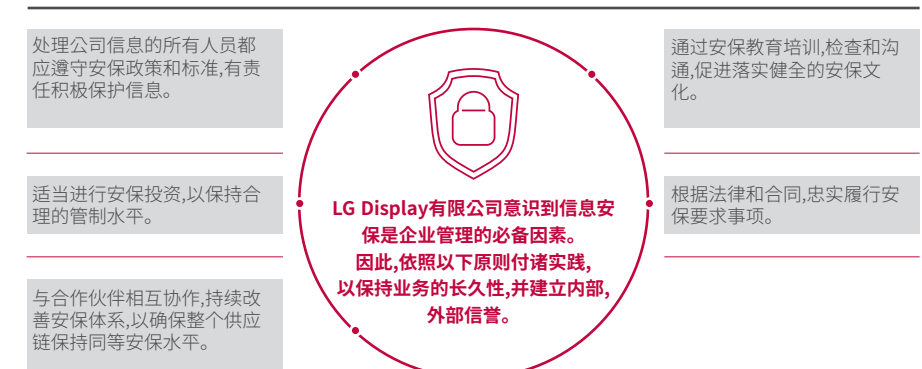 处理公司信息的所有人员都
应遵守安保政策和标准,有责
任积极保护信息。
适当进行安保投资,以保持合
理的管制水平。
与合作伙伴相互协作,持续改
善安保体系,以确保整个供应
链保持同等安保水平。
LG Display有限公司意识到信息安
保是企业管理的必备因素。
因此,依照以下原则付诸实践,
以保持业务的长久性,并建立内部,
外部信誉。
通过安保教育培训,检查和沟
通,促进落实健全的安保文
化。
根据法律和合同,忠实履行安
保要求事项。